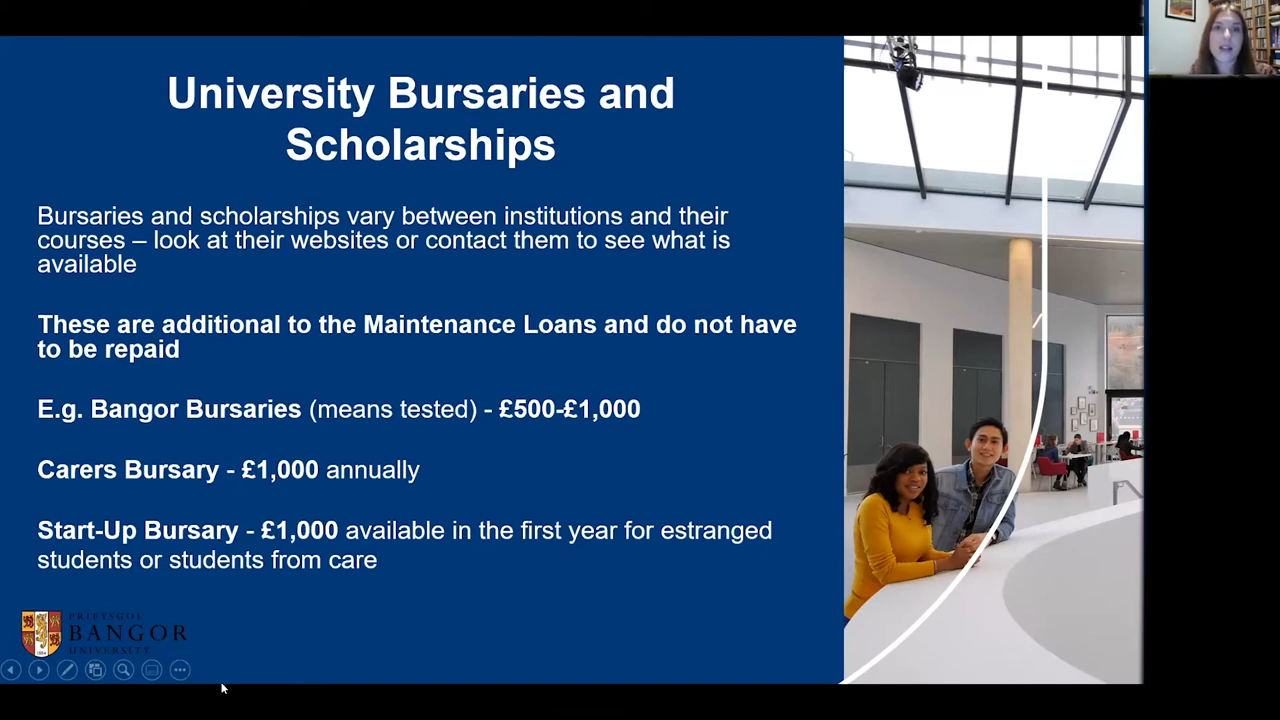 University Bursaries and
Scholarships
Bursaries and scholarships vary between institutions and their
courses – look at their websites or contact them to see what is
available
These are additional to the Maintenance Loans and do not have
to be repaid
E.g. Bangor Bursaries (means tested) - £500-£1,000
Carers Bursary - £1,000 annually
Start-Up Bursary - £1,000 available in the first year for estranged
students or students from care
PRIFYSGOL
BANGOR
UNIVERSITY
1884